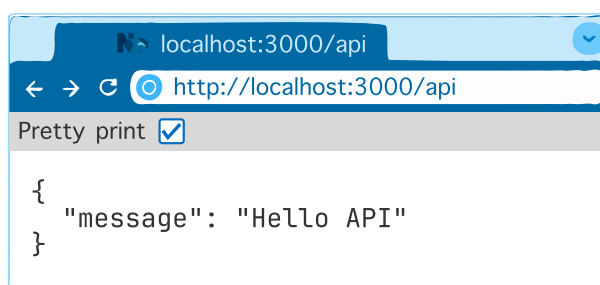 localhost:3000/api
http://localhost:3000/api
Pretty print
{
"message": "Hello API"
}